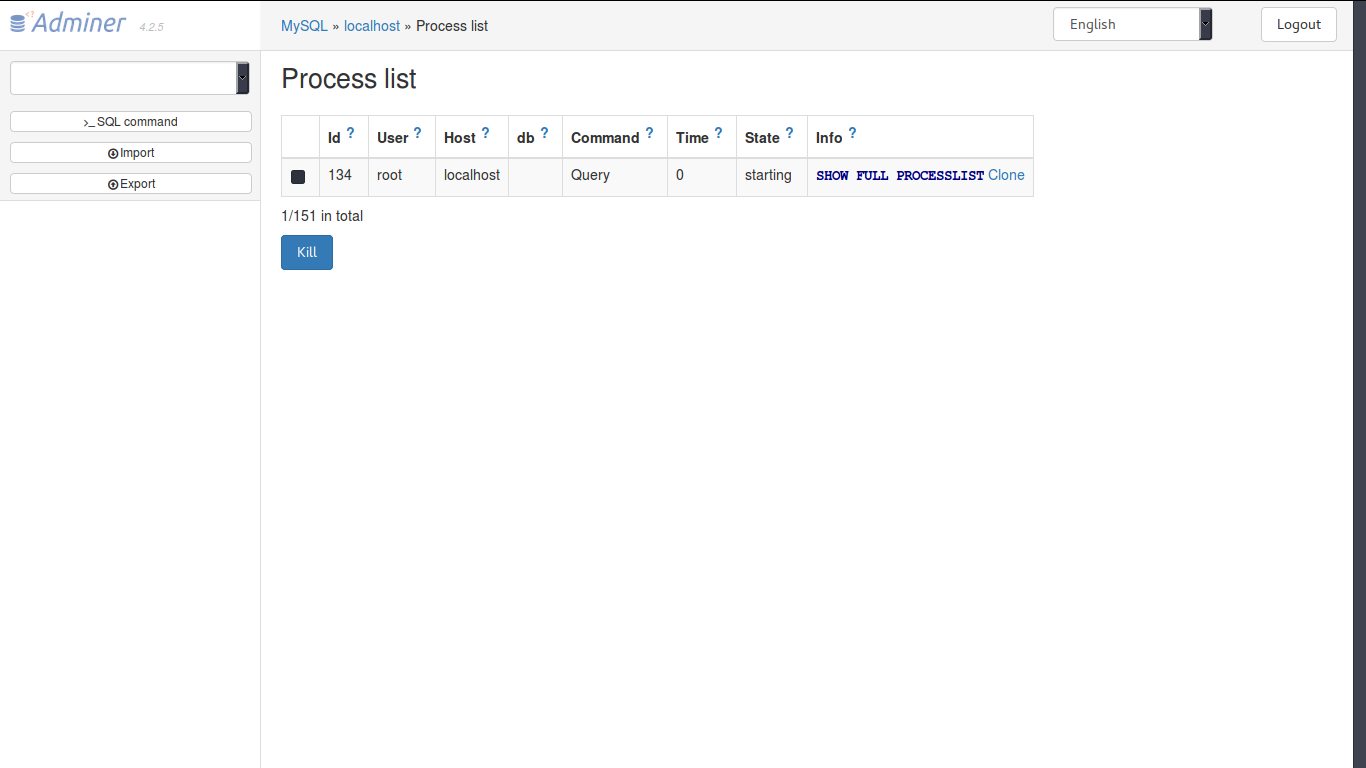 Adminer 4.2.5
MySQL » localhost » Process list
English
Logout
Process list
SQL command
Import
Export
Id ? User ? Host ? db ? Command ? Time ? State ? Info ?
134 root localhost Query 0 starting SHOW FULL PROCESSLIST Clone
1/151 in total
Kill